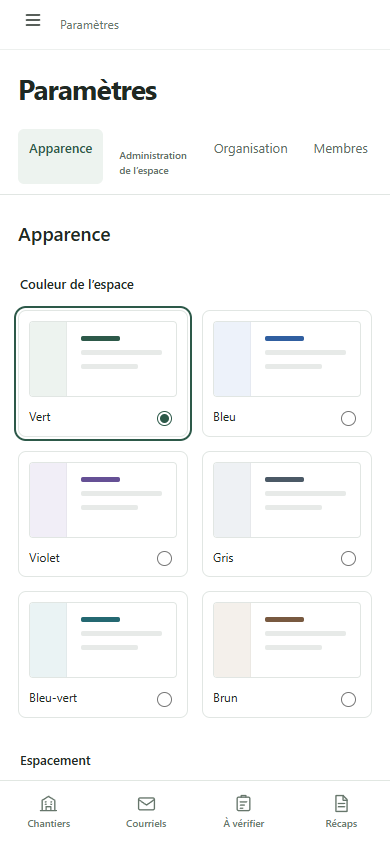 Paramètres
Paramètres
Apparence
Administration
de l’espace
Organisation
Membres
Apparence
Couleur de l’espace
Vert
Bleu
Violet
Gris
Bleu-vert
Brun
Espacement
Chantiers
Courriels
À vérifier
Récaps